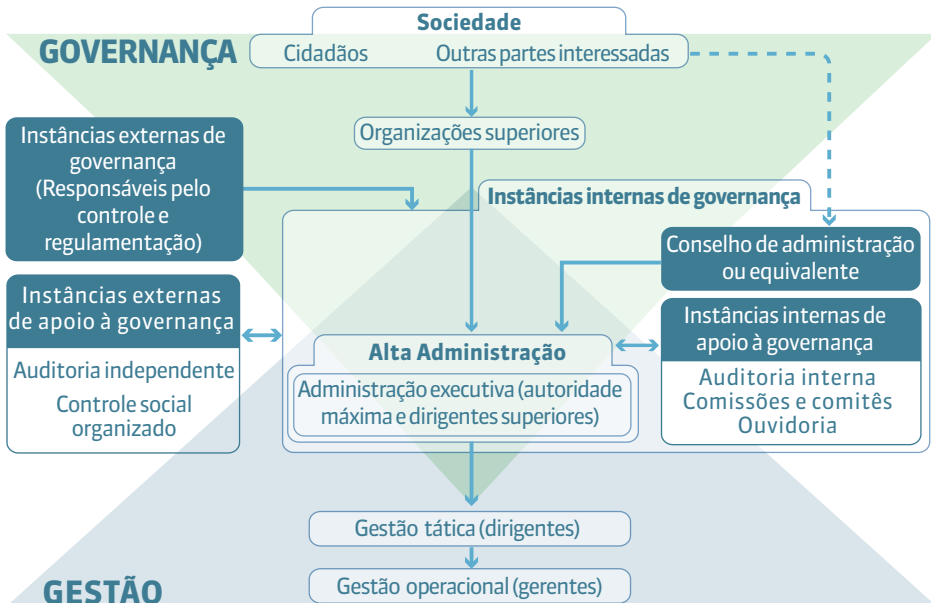 Sociedade
GOVERNANÇA
Cidadãos Outras partes interessadas
Organizações superiores
Instâncias externas de
governança
(Responsáveis pelo
controle e
regulamentação)
Instâncias internas de governança
Conselho de administração
ou equivalente
Instâncias externas
de apoio à governança
Auditoria independente
Controle social
organizado
Alta Administração
Administração executiva (autoridade
máxima e dirigentes superiores)
Instâncias internas de
apoio à governança
Auditoria interna
Comissões e comitês
Ouvidoria
Gestão tática (dirigentes)
Gestão operacional (gerentes)
GESTÃO